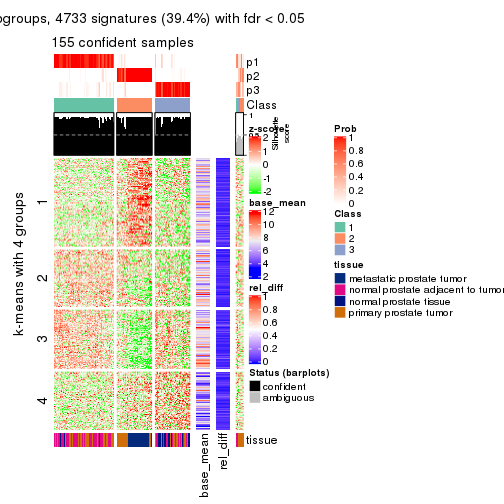 ogroups, 4733 signatures (39.4%) with fdr < 0.05
155 confident samples
p1
p2
p3
Class
1
Silhouette
score
z-score
2
1
0
-1
-2
base_mean
12
10
8
6
4
2
rel_diff
1
0.8
0.6
0.4
0.2
0
Status (barplots)
confident
ambiguous
Prob
1
0.8
0.6
0.4
0.2
0
Class
1
2
3
tissue
metastatic prostate tumor
normal prostate adjacent to tumor
normal prostate tissue
primary prostate tumor
k-means with 4 groups
1
2
3
4
tissue
base_mean
rel_diff